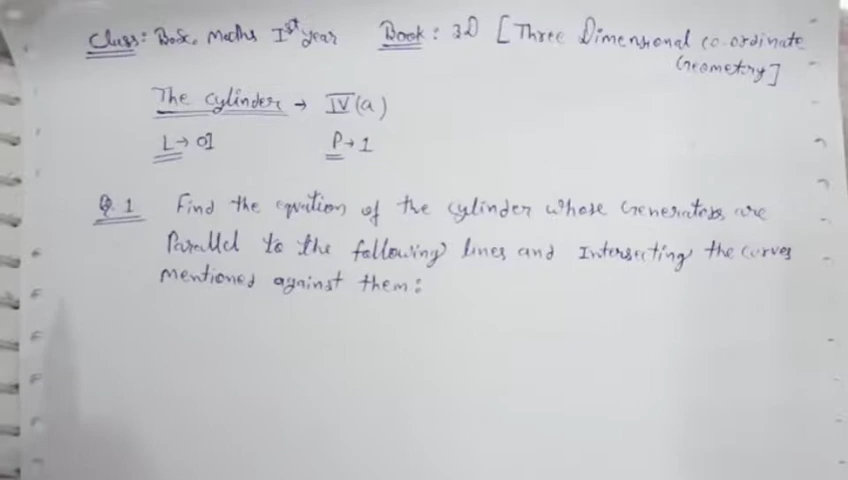 Class: B.Sc. Maths Ist year Book: 3D [Three Dimensional co-ordinate
Geometry]
The cylinder → IV(a)
L → 01 P → 1
Q.1 Find the equation of the cylinder whose Generators are
Parallel to the following lines and Intersecting the curves
mentioned against them: